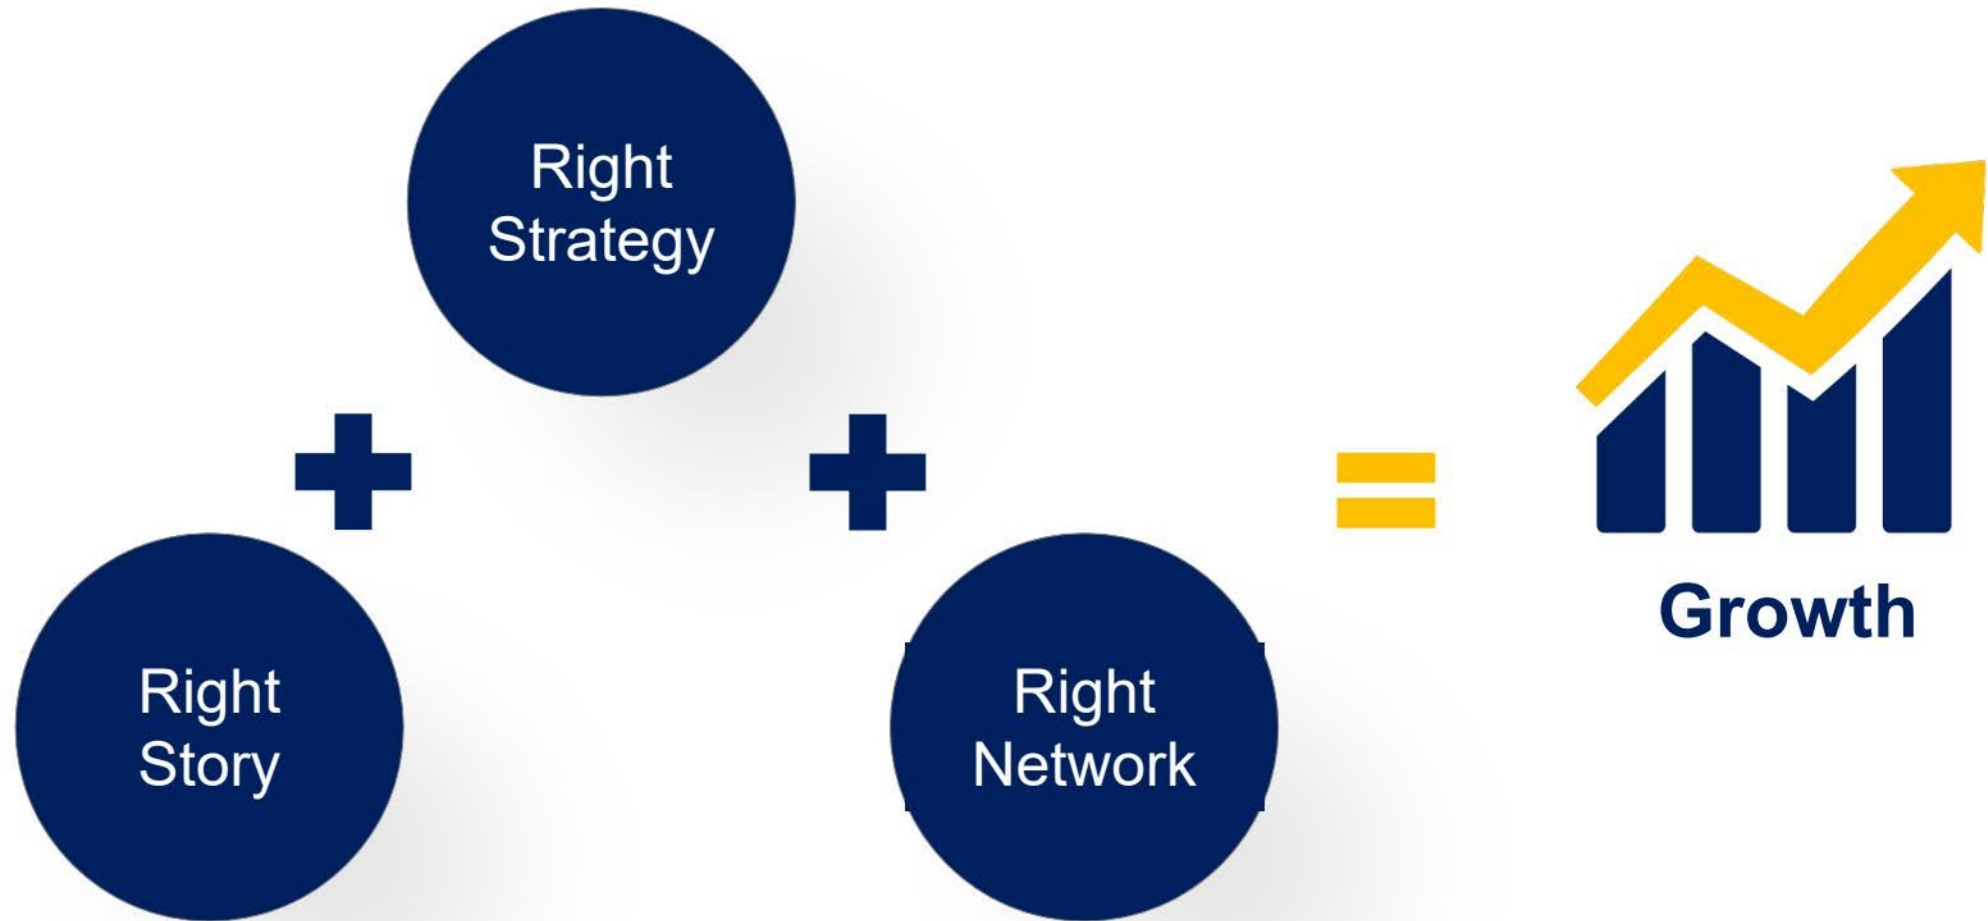 Right
Story
+
Right
Strategy
+
Right
Network
=
Growth